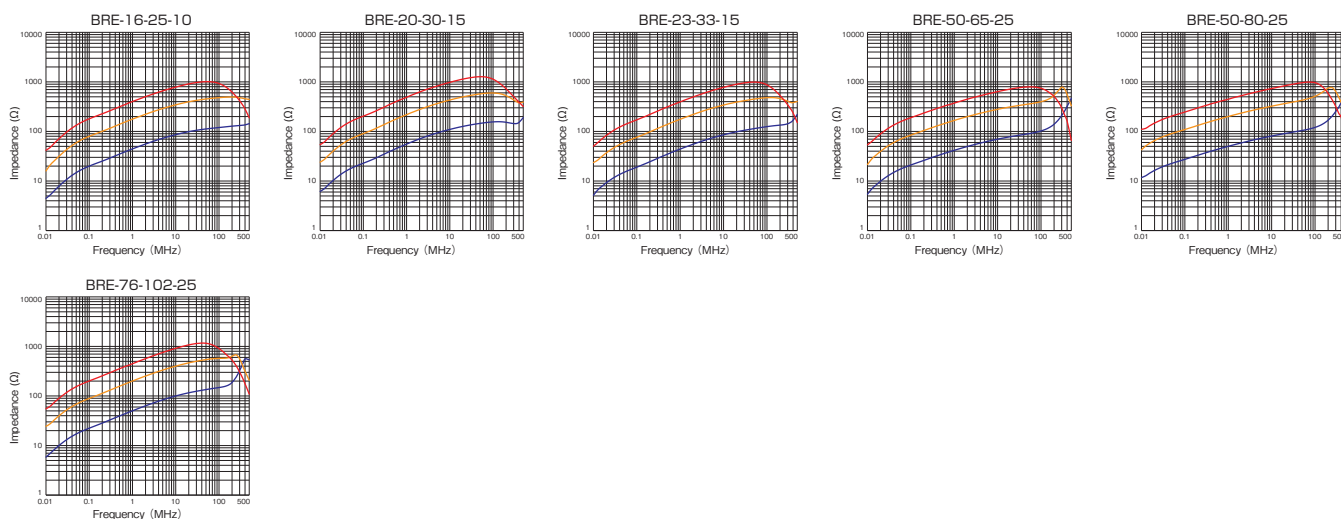 BRE-16-25-10
BRE-20-30-15
BRE-23-33-15
BRE-50-65-25
BRE-50-80-25
10000
1000
100
10
1
Impedance (Ω)
0.01 0.1 1 10 100 500
Frequency (MHz)
10000
1000
100
10
1
Impedance (Ω)
0.01 0.1 1 10 100 500
Frequency (MHz)
10000
1000
100
10
1
Impedance (Ω)
0.01 0.1 1 10 100 500
Frequency (MHz)
10000
1000
100
10
1
Impedance (Ω)
0.01 0.1 1 10 100 500
Frequency (MHz)
10000
1000
100
10
1
Impedance (Ω)
0.01 0.1 1 10 100
Frequency (MHz)
BRE-76-102-25
10000
1000
100
10
1
Impedance (Ω)
0.01 0.1 1 10 100 500
Frequency (MHz)